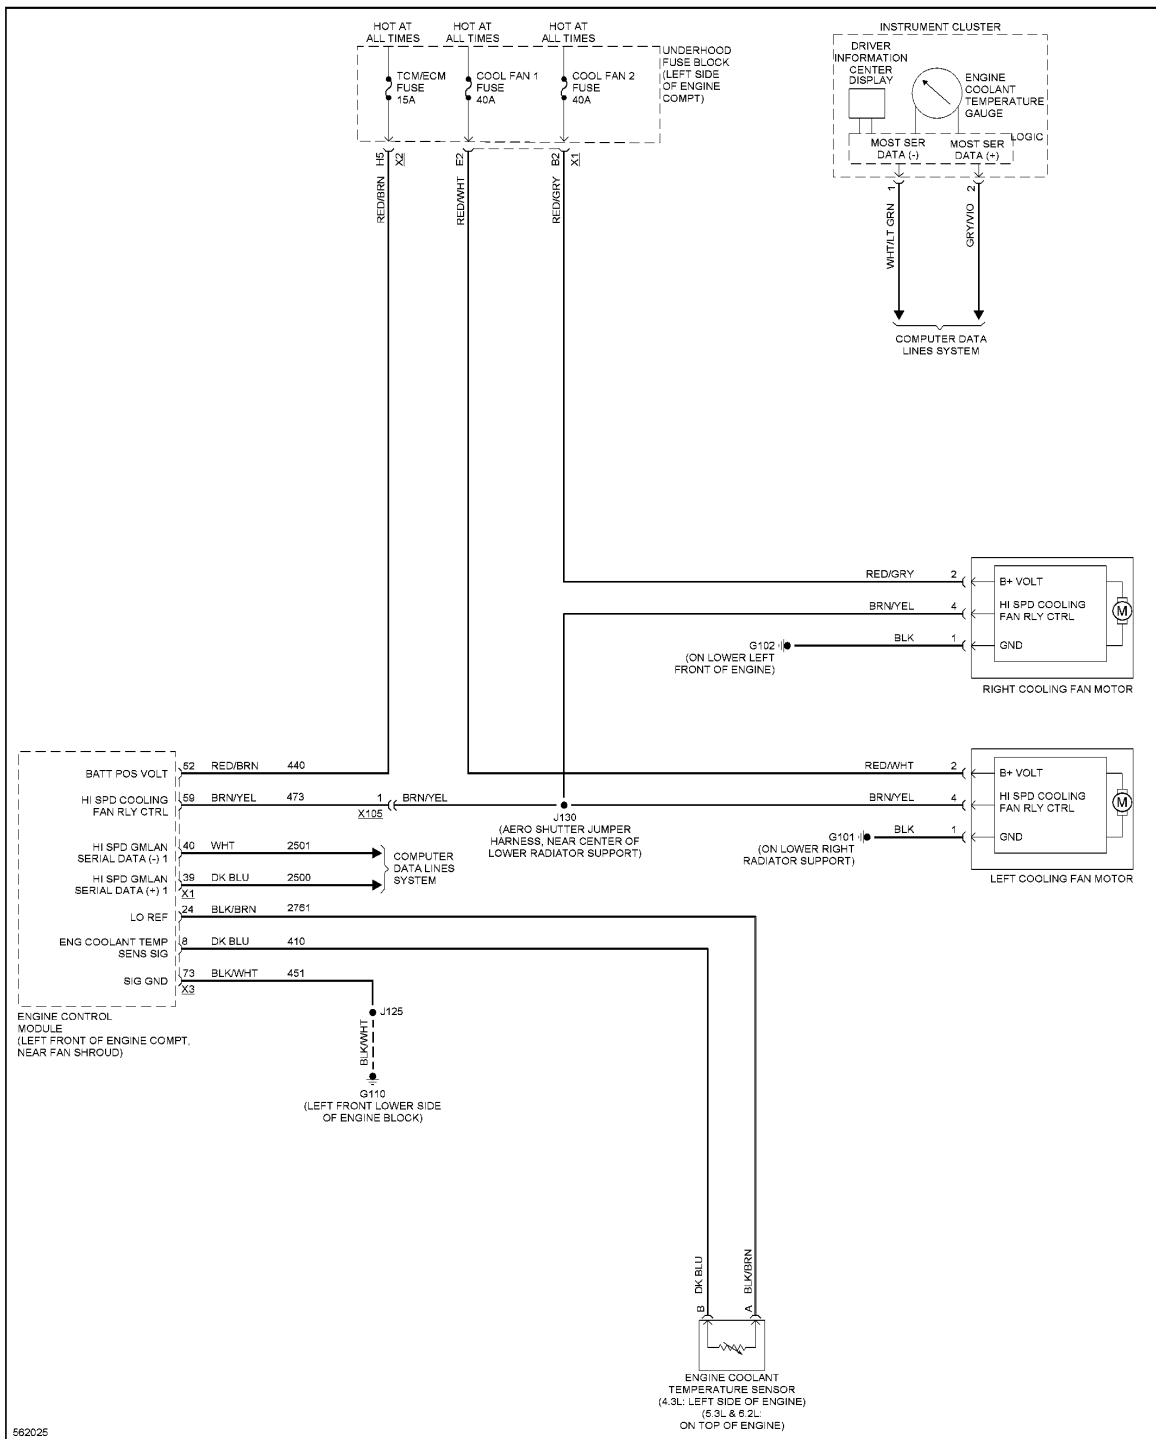 HOT AT
ALL TIMES
HOT AT
ALL TIMES
HOT AT
ALL TIMES
UNDERHOOD
FUSE BLOCK
(LEFT SIDE
OF ENGINE
COMPT)
TCM/ECM
FUSE
15A
COOL FAN 1
FUSE
40A
COOL FAN 2
FUSE
40A
H5
X2
E2
B2
X1
RED/BRN
RED/WHT
RED/GRY
INSTRUMENT CLUSTER
DRIVER
INFORMATION
CENTER
DISPLAY
ENGINE
COOLANT
TEMPERATURE
GAUGE
LOGIC
MOST SER
DATA (-)
MOST SER
DATA (+)
1
2
WHT/LT GRN
GRY/VIO
COMPUTER DATA
LINES SYSTEM
RED/GRY 2
B+ VOLT
BRN/YEL 4
HI SPD COOLING
FAN RLY CTRL
M
BLK 1
GND
G102
(ON LOWER LEFT
FRONT OF ENGINE)
RIGHT COOLING FAN MOTOR
RED/WHT 2
B+ VOLT
BRN/YEL 4
HI SPD COOLING
FAN RLY CTRL
M
BLK 1
GND
G101
(ON LOWER RIGHT
RADIATOR SUPPORT)
LEFT COOLING FAN MOTOR
BATT POS VOLT 52 RED/BRN 440
HI SPD COOLING
FAN RLY CTRL
59 BRN/YEL 473
1 BRN/YEL
X105
J130
(AERO SHUTTER JUMPER
HARNESS, NEAR CENTER OF
LOWER RADIATOR SUPPORT)
HI SPD GMLAN
SERIAL DATA (-) 1
40 WHT 2501
HI SPD GMLAN
SERIAL DATA (+) 1
39 DK BLU 2500
X1
COMPUTER
DATA LINES
SYSTEM
LO REF 24 BLK/BRN 2761
ENG COOLANT TEMP
SENS SIG
8 DK BLU 410
SIG GND 73 BLK/WHT 451
X3
ENGINE CONTROL
MODULE
(LEFT FRONT OF ENGINE COMPT,
NEAR FAN SHROUD)
J125
BLK/WHT
G110
(LEFT FRONT LOWER SIDE
OF ENGINE BLOCK)
DK BLU
B
BLK/BRN
A
ENGINE COOLANT
TEMPERATURE SENSOR
(4.3L: LEFT SIDE OF ENGINE)
(5.3L & 6.2L:
ON TOP OF ENGINE)
562025